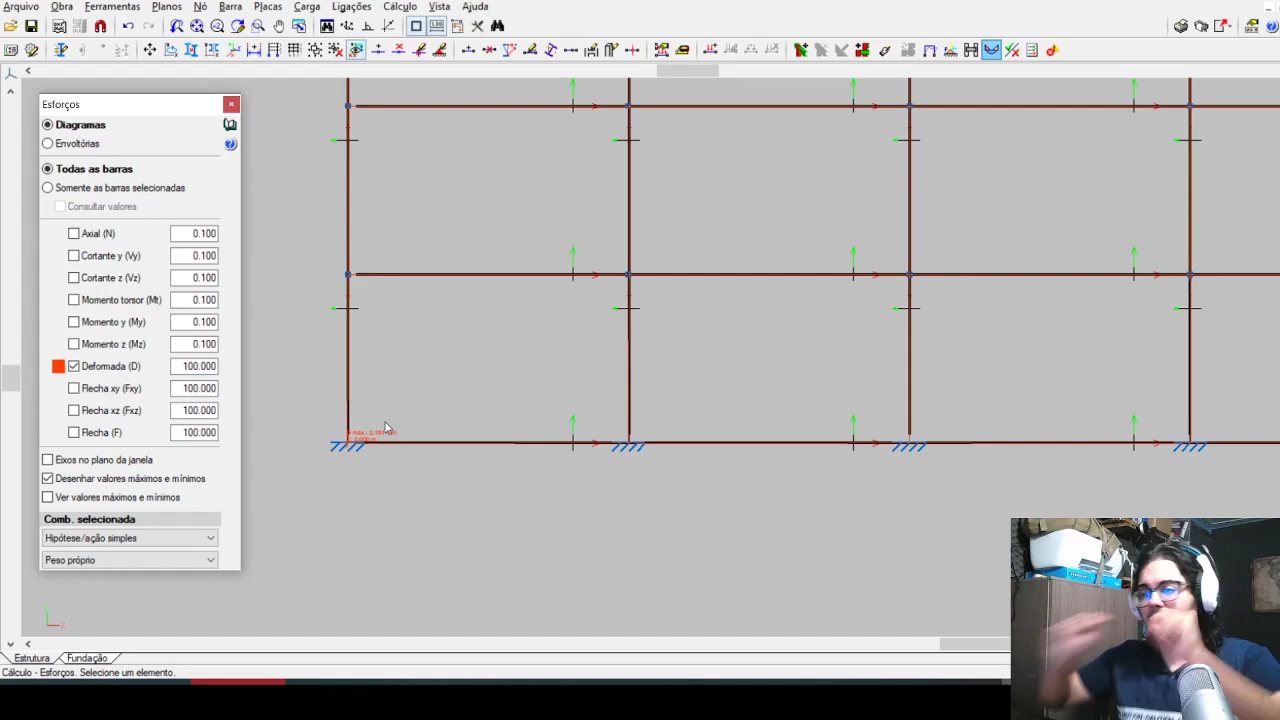 Arquivo Obra Ferramentas Planos Nó Barra Placas Carga Ligações Cálculo Vista Ajuda
Esforços
Diagramas
Envoltórias
Todas as barras
Somente as barras selecionadas
Consultar valores
Axial (N) 0.100
Cortante y (Vy) 0.100
Cortante z (Vz) 0.100
Momento torsor (Mt) 0.100
Momento y (My) 0.100
Momento z (Mz) 0.100
Deformada (D) 100.000
Flecha xy (Fxy) 100.000
Flecha xz (Fxz) 100.000
Flecha (F) 100.000
Eixos no plano da janela
Desenhar valores máximos e mínimos
Ver valores máximos e mínimos
Comb. selecionada
Hipótese/ação simples
Peso próprio
Estrutura Fundação
Cálculo - Esforços. Selecione um elemento.